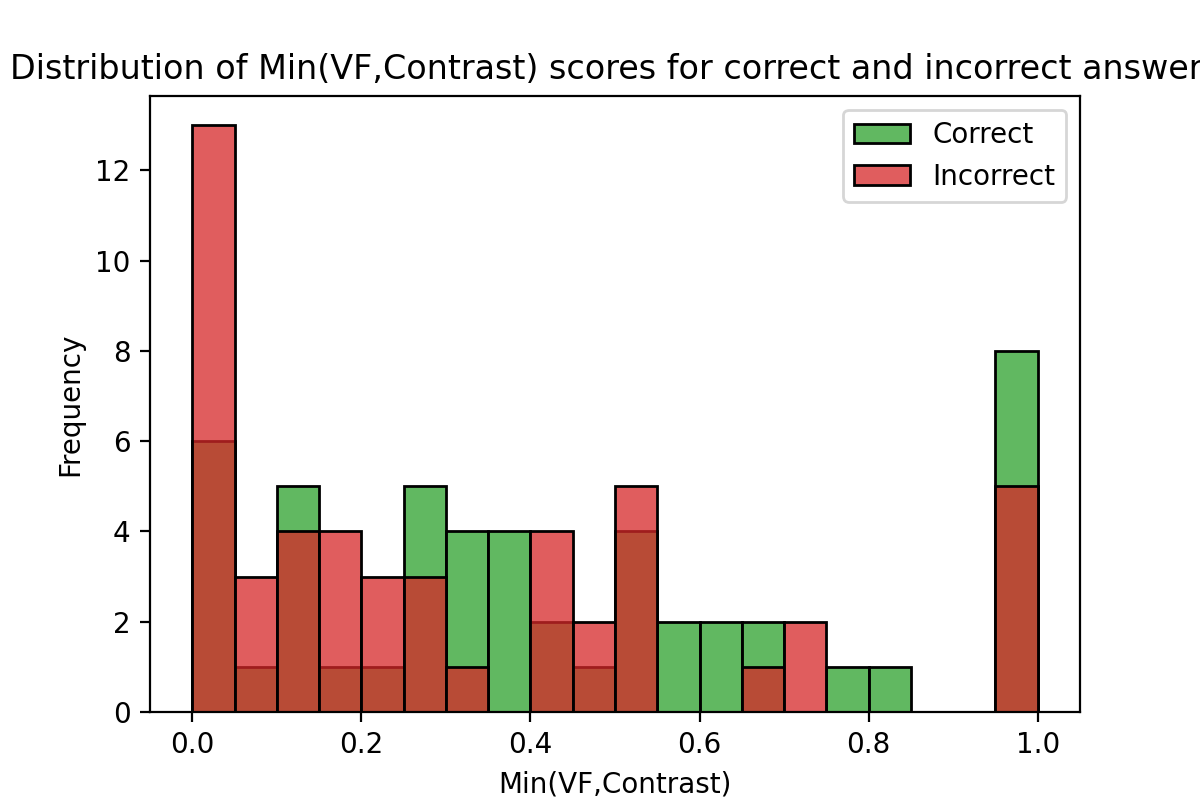 Distribution of Min(VF,Contrast) scores for correct and incorrect answer
Correct
Incorrect
12
10
8
6
4
2
0
Frequency
0.0 0.2 0.4 0.6 0.8 1.0
Min(VF,Contrast)